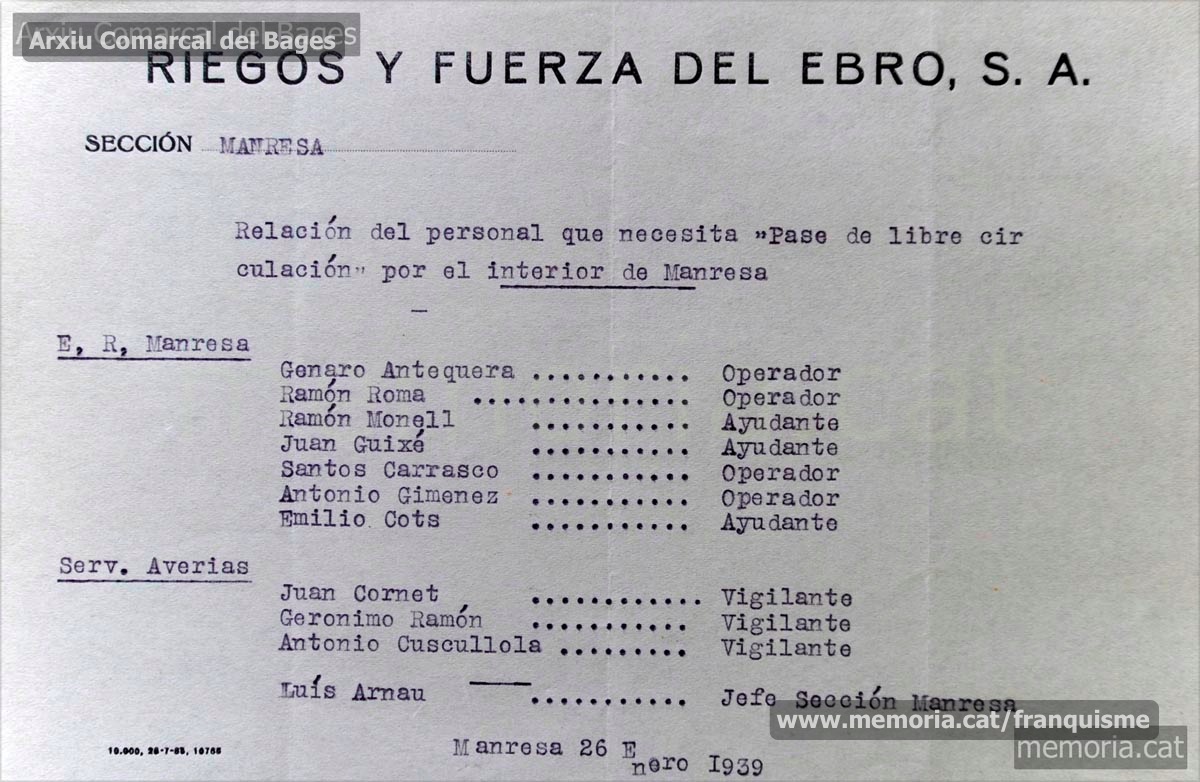 Arxiu Comarcal del Bages
RIEGOS Y FUERZA DEL EBRO, S. A.
SECCIÓN MANRESA
Relación del personal que necesita "Pase de libre cir
culación" por el interior de Manresa
E, R, Manresa
Genaro Antequera ........... Operador
Ramón Roma ............... Operador
Ramón Monell ........... Ayudante
Juan Guixé ........... Ayudante
Santos Carrasco ........... Operador
Antonio Gimenez ........... Operador
Emilio Cots ........... Ayudante
Serv. Averias
Juan Cornet ............ Vigilante
Geronimo Ramón ........... Vigilante
Antonio Cuscullola ......... Vigilante
Luís Arnau ........... Jefe Sección Manresa
www.memoria.cat/franquisme
memoria.cat
Manresa 26 Enero 1939